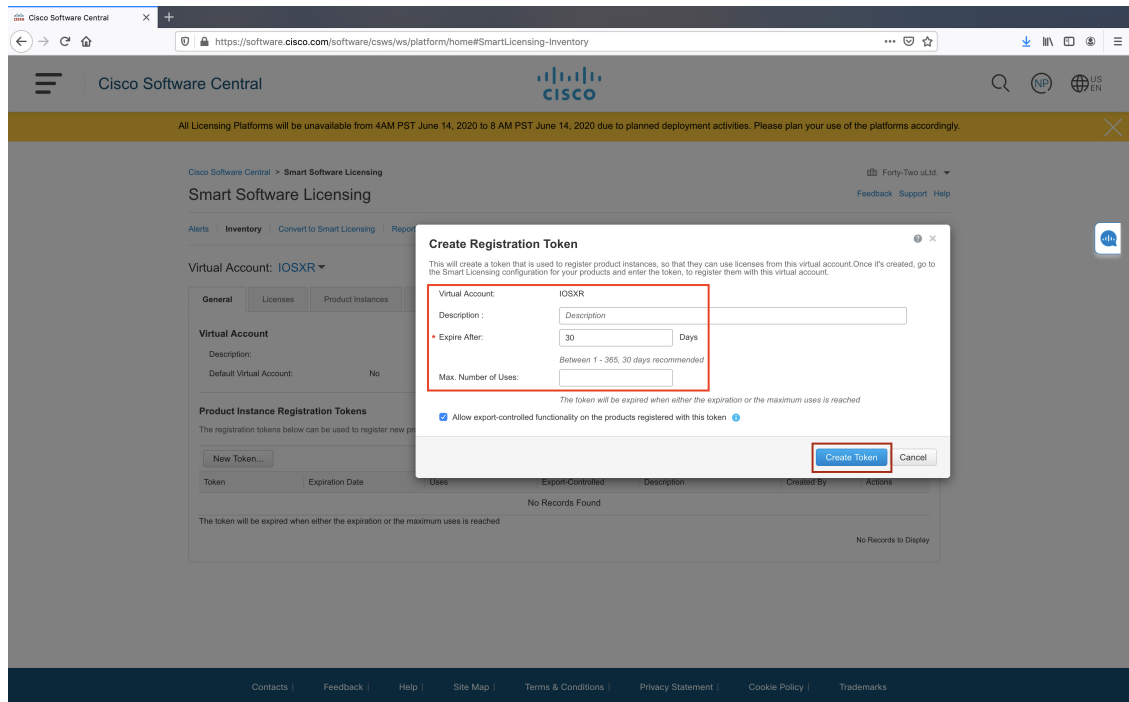 Cisco Software Central
https://software.cisco.com/software/csws/ws/platform/home#SmartLicensing-Inventory
Cisco Software Central
CISCO
NP
US
EN
All Licensing Platforms will be unavailable from 4AM PST June 14, 2020 to 8 AM PST June 14, 2020 due to planned deployment activities. Please plan your use of the platforms accordingly.
Cisco Software Central > Smart Software Licensing
Forty-Two uLtd.
Smart Software Licensing
Feedback Support Help
Alerts Inventory Convert to Smart Licensing Report
Virtual Account: IOSXR
General Licenses Product Instances
Virtual Account
Description:
Default Virtual Account: No
Product Instance Registration Tokens
The registration tokens below can be used to register new pr
New Token...
Token Expiration Date Uses Export-Controlled Description Created By Actions
No Records Found
The token will be expired when either the expiration or the maximum uses is reached
No Records to Display
Create Registration Token
This will create a token that is used to register product instances, so that they can use licenses from this virtual account.Once it's created, go to
the Smart Licensing configuration for your products and enter the token, to register them with this virtual account.
Virtual Account: IOSXR
Description : Description
* Expire After: 30 Days
Between 1 - 365, 30 days recommended
Max. Number of Uses:
The token will be expired when either the expiration or the maximum uses is reached
Allow export-controlled functionality on the products registered with this token
Create Token Cancel
Contacts | Feedback | Help | Site Map | Terms & Conditions | Privacy Statement | Cookie Policy | Trademarks